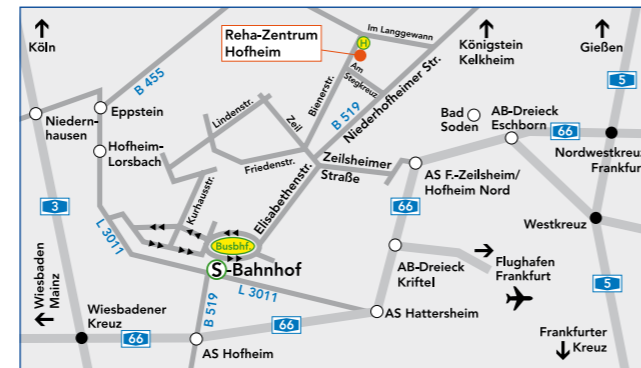 Köln
Reha-Zentrum
Hofheim
H
Im Langgewann
Königstein
Kelkheim
Gießen
B 455
Am
Stegkreuz
Bienerstr.
B 519
Niederhofheimer Str.
5
Niedern-
hausen
Eppstein
Lindenstr.
Zeil
Bad
Soden
AB-Dreieck
Eschborn
66
Hofheim-
Lorsbach
Friedenstr.
Zeilsheimer
Straße
Nordwestkreuz
Frankfurt
AS F.-Zeilsheim/
Hofheim Nord
3
Kurhausstr.
Elisabethenstr.
66
L 3011
Busbhf.
Westkreuz
S-Bahnhof
AB-Dreieck
Kriftel
Flughafen
Frankfurt
5
Wiesbaden
Mainz
L 3011
Wiesbadener
Kreuz
B 519
AS Hattersheim
66
66
AS Hofheim
Frankfurter
Kreuz